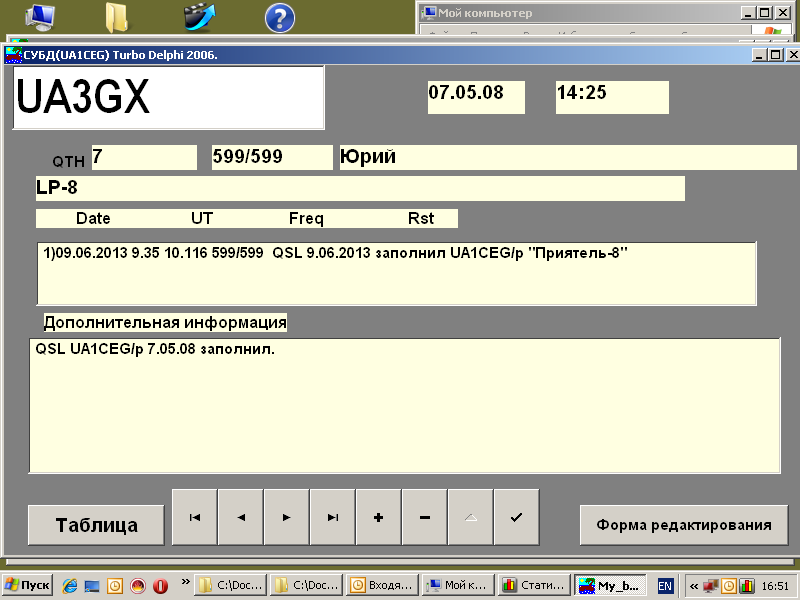 Мой компьютер
СУБД(UA1CEG) Turbo Delphi 2006.
UA3GX
07.05.08
14:25
QTH 7
599/599
Юрий
LP-8
Date UT Freq Rst
1)09.06.2013 9.35 10.116 599/599 QSL 9.06.2013 заполнил UA1CEG/p "Приятель-8"
Дополнительная информация
QSL UA1CEG/p 7.05.08 заполнил.
Таблица
Форма редактирования
Пуск
C:\Doc...
C:\Doc...
Входя...
Мой к...
Стати...
My_b...
EN
16:51